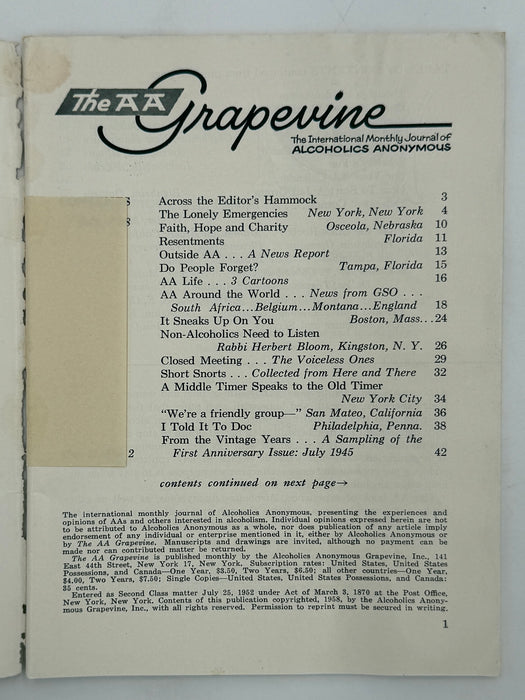 The AA Grapevine
The International Monthly Journal of
ALCOHOLICS ANONYMOUS
Across the Editor's Hammock 3
The Lonely Emergencies New York, New York 4
Faith, Hope and Charity Osceola, Nebraska 10
Resentments Florida 11
Outside AA . . . A News Report 13
Do People Forget? Tampa, Florida 15
AA Life . . . 3 Cartoons 16
AA Around the World . . . News from GSO . . .
South Africa...Belgium...Montana...England 18
It Sneaks Up On You Boston, Mass...24
Non-Alcoholics Need to Listen
Rabbi Herbert Bloom, Kingston, N. Y. 26
Closed Meeting . . . The Voiceless Ones 29
Short Snorts . . . Collected from Here and There 32
A Middle Timer Speaks to the Old Timer
New York City 34
"We're a friendly group—" San Mateo, California 36
I Told It To Doc Philadelphia, Penna. 38
From the Vintage Years . . . A Sampling of the
2 First Anniversary Issue: July 1945 42
contents continued on next page→
The international monthly journal of Alcoholics Anonymous, presenting the experiences and
opinions of AAs and others interested in alcoholism. Individual opinions expressed herein are not
to be attributed to Alcoholics Anonymous as a whole, nor does publication of any article imply
endorsement of any individual or enterprise mentioned in it, either by Alcoholics Anonymous or
by The AA Grapevine. Manuscripts and drawings are invited, although no payment can be
made nor can contributed matter be returned.
The AA Grapevine is published monthly by the Alcoholics Anonymous Grapevine, Inc., 141
East 44th Street, New York 17, New York. Subscription rates: United States, United States
Possessions, and Canada—One Year, $3.50, Two Years, $6.50; all other countries—One Year,
$4.00, Two Years, $7.50; Single Copies—United States, United States Possessions, and Canada:
35 cents.
Entered as Second Class matter July 25, 1952 under Act of March 3, 1870 at the Post Office,
New York, New York. Contents of this publication copyrighted, 1958, by the Alcoholics Anony-
mous Grapevine, Inc., with all rights reserved. Permission to reprint must be secured in writing.
1